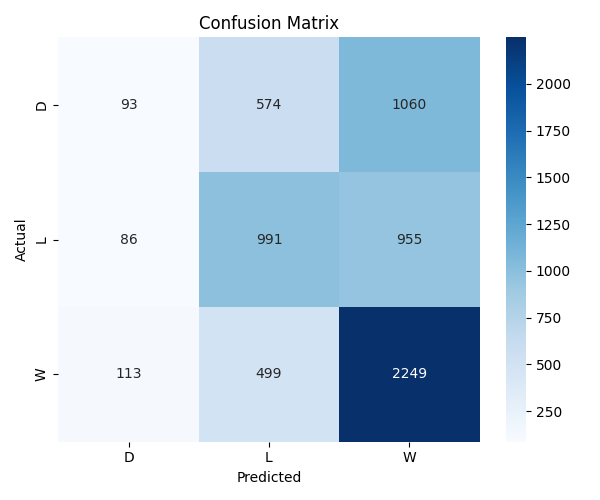 Confusion Matrix
D 93 574 1060
L 86 991 955
W 113 499 2249
D L W
Predicted
Actual
2000
1750
1500
1250
1000
750
500
250